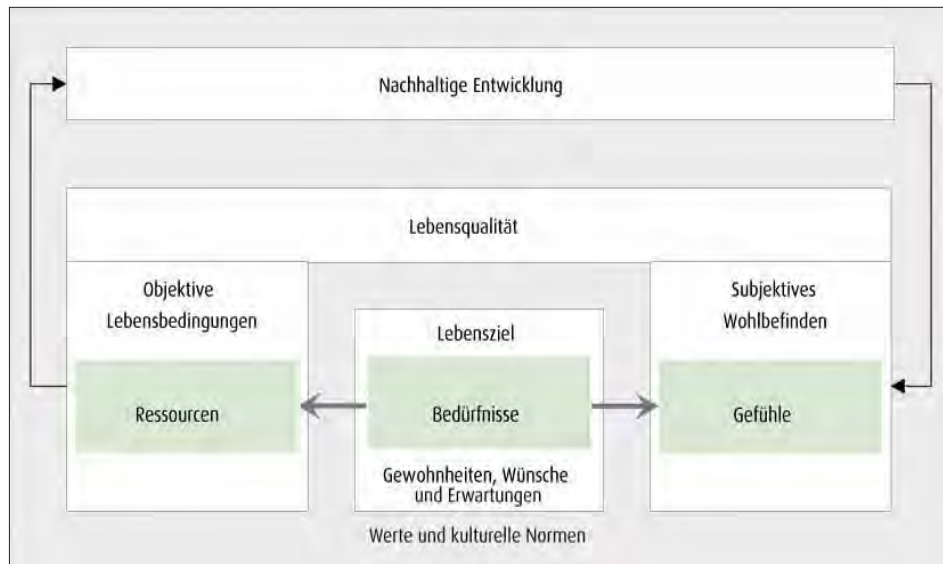 Nachhaltige Entwicklung
Lebensqualität
Objektive
Lebensbedingungen
Ressourcen
Lebensziel
Bedürfnisse
Gewohnheiten, Wünsche
und Erwartungen
Werte und kulturelle Normen
Subjektives
Wohlbefinden
Gefühle